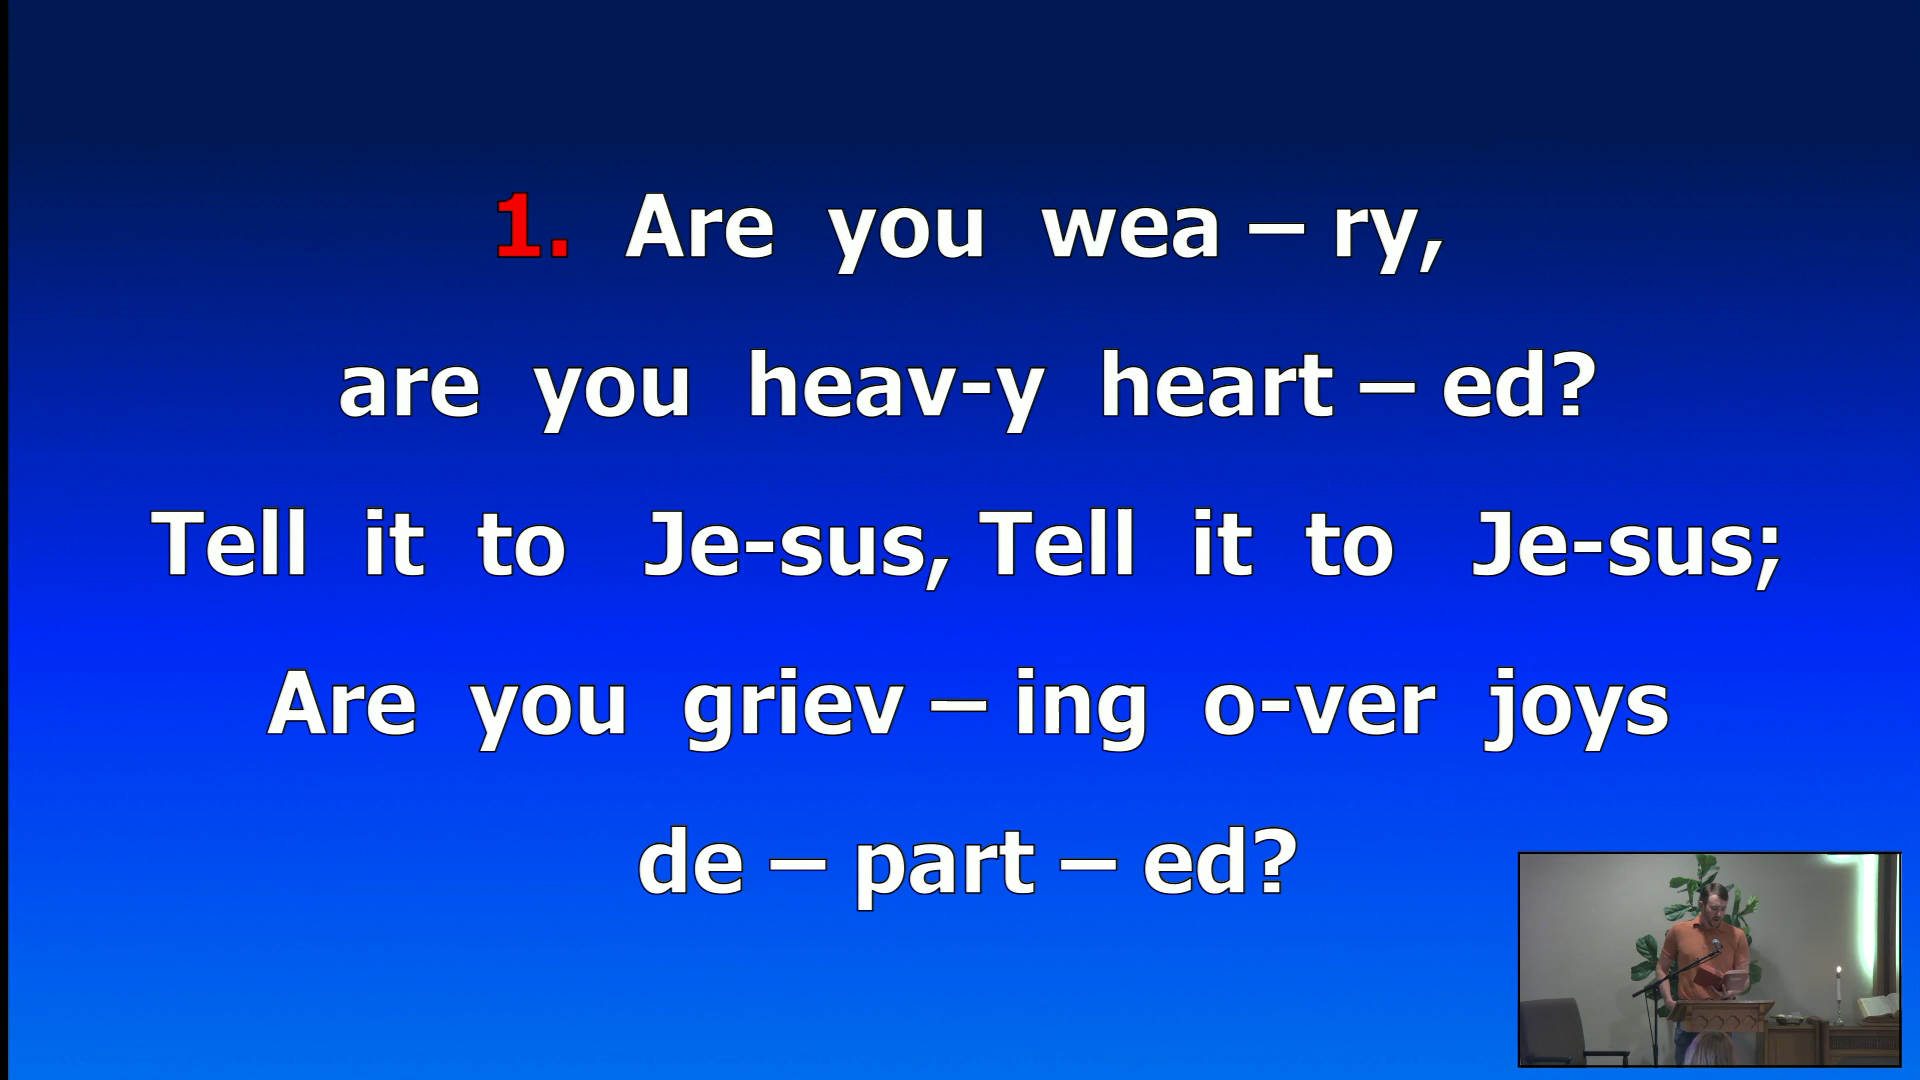 1. Are you wea – ry,
are you heav-y heart – ed?
Tell it to Je-sus, Tell it to Je-sus;
Are you griev – ing o-ver joys
de – part – ed?